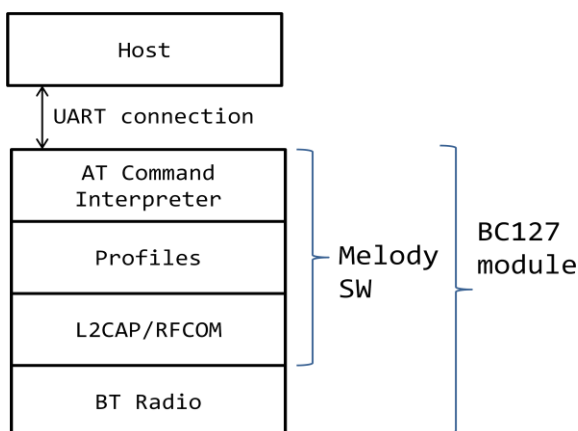 Host
UART connection
AT Command
Interpreter
Profiles
L2CAP/RFCOM
BT Radio
Melody
SW
BC127
module